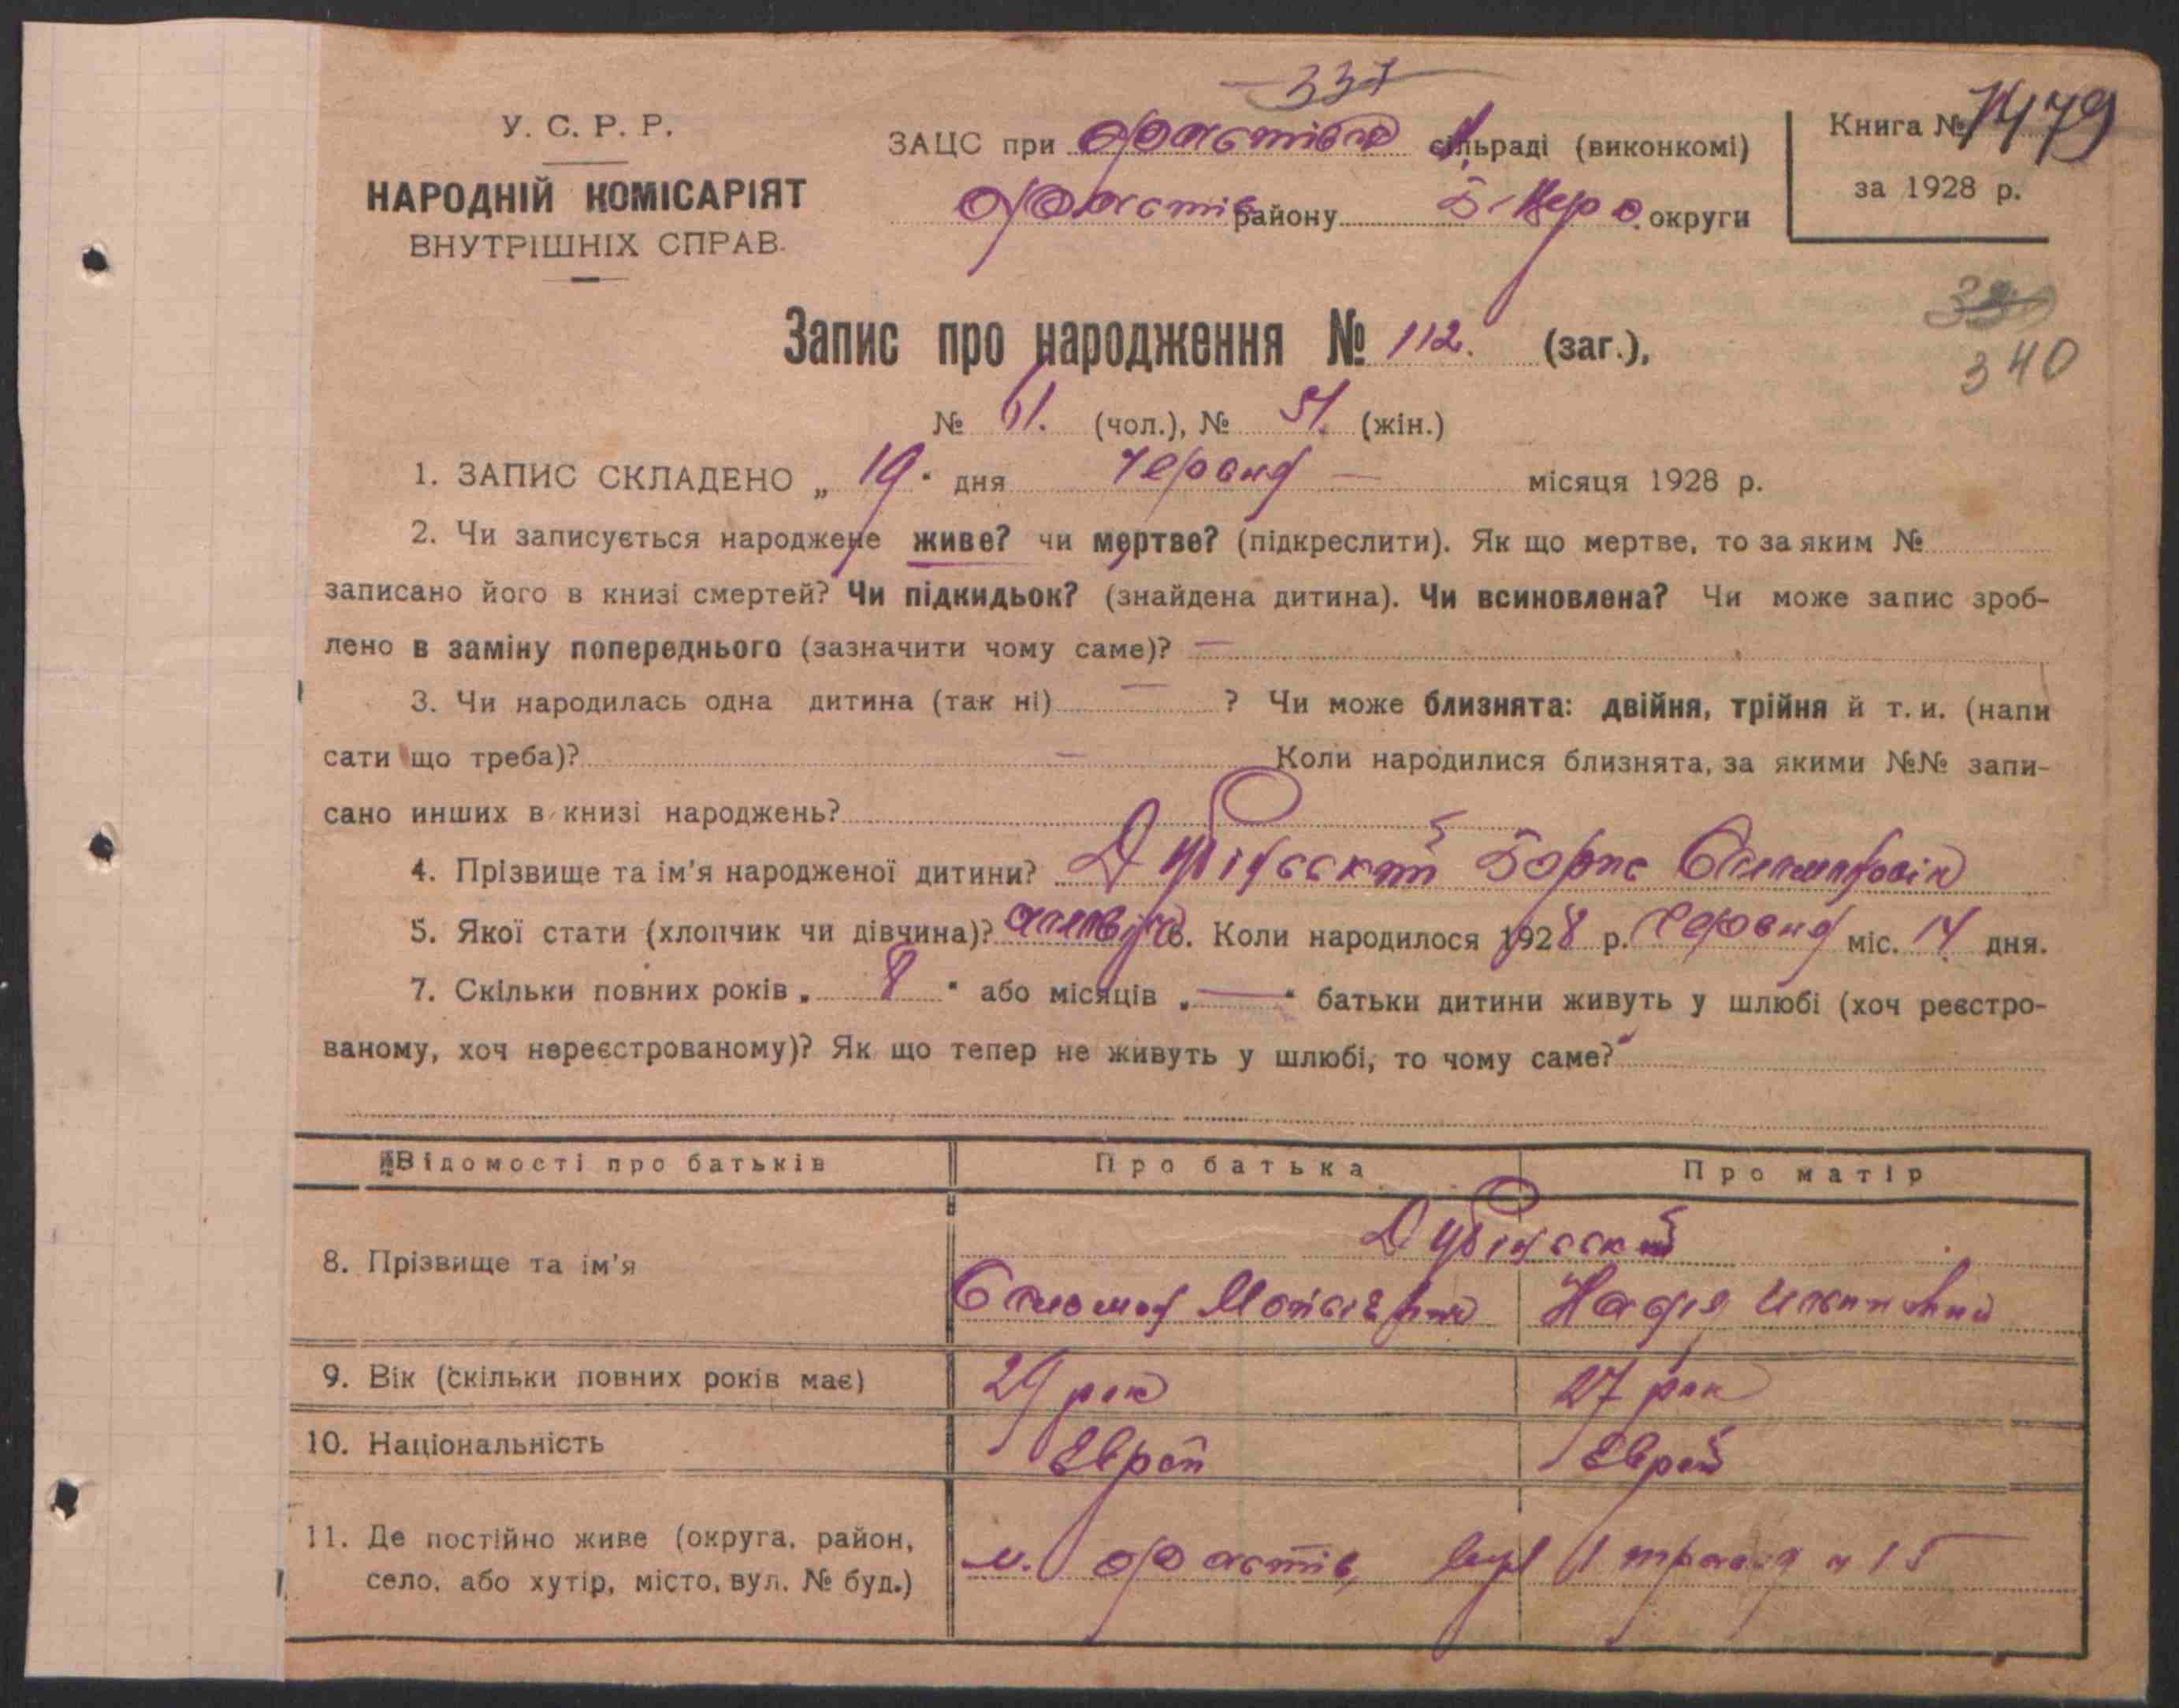 337
У. С. Р. Р.
НАРОДНІЙ КОМІСАРІЯТ
ВНУТРІШНІХ СПРАВ.
ЗАЦС при сільраді (виконкомі)
Фастів району Б-Церк. округи
Книга № 1479
за 1928 р.
340
Запис про народження № 112. (заг.),
№ 61. (чол.), № 51. (жін.)
1. ЗАПИС СКЛАДЕНО „ 19 " дня Червня — місяця 1928 р.
2. Чи записується народжене живе? чи мертве? (підкреслити). Як що мертве, то за яким №
записано його в книзі смертей? Чи підкидьок? (знайдена дитина). Чи всиновлена? Чи може запис зроб-
лено в заміну попереднього (зазначити чому саме)? —
3. Чи народилась одна дитина (так ні) — ? Чи може близнята: двійня, трійня й т. и. (напи
сати що треба)? — Коли народилися близнята, за якими №№ запи-
сано инших в книзі народжень?
4. Прізвище та ім'я народженої дитини? Дубінський Борис
5. Якої стати (хлопчик чи дівчина)? 6. Коли народилося 1928 р. Червня міс. 14 дня.
7. Скільки повних років „ 8 " або місяців „ — " батьки дитини живуть у шлюбі (хоч реєстро-
ваному, хоч нереєстрованому)? Як що тепер не живуть у шлюбі, то чому саме?
Відомості про батьків Про батька Про матір
Дубінський
8. Прізвище та ім'я Надія
9. Вік (скільки повних років має) 29 рок 27 рок
10. Національність Єврей Єврей
11. Де постійно живе (округа, район,
село, або хутір, місто, вул. № буд.) м. Фастів, вул 1 травня 15